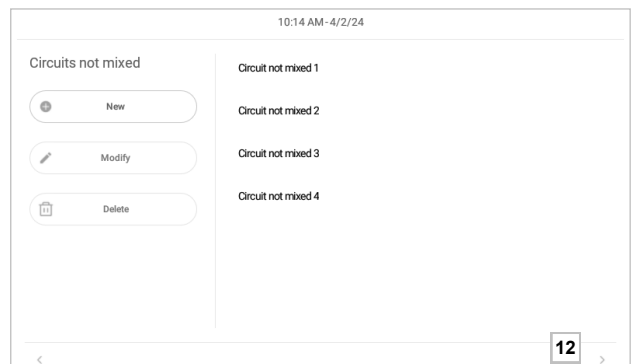 10:14 AM-4/2/24
Circuits not mixed
New
Modify
Delete
Circuit not mixed 1
Circuit not mixed 2
Circuit not mixed 3
Circuit not mixed 4
12